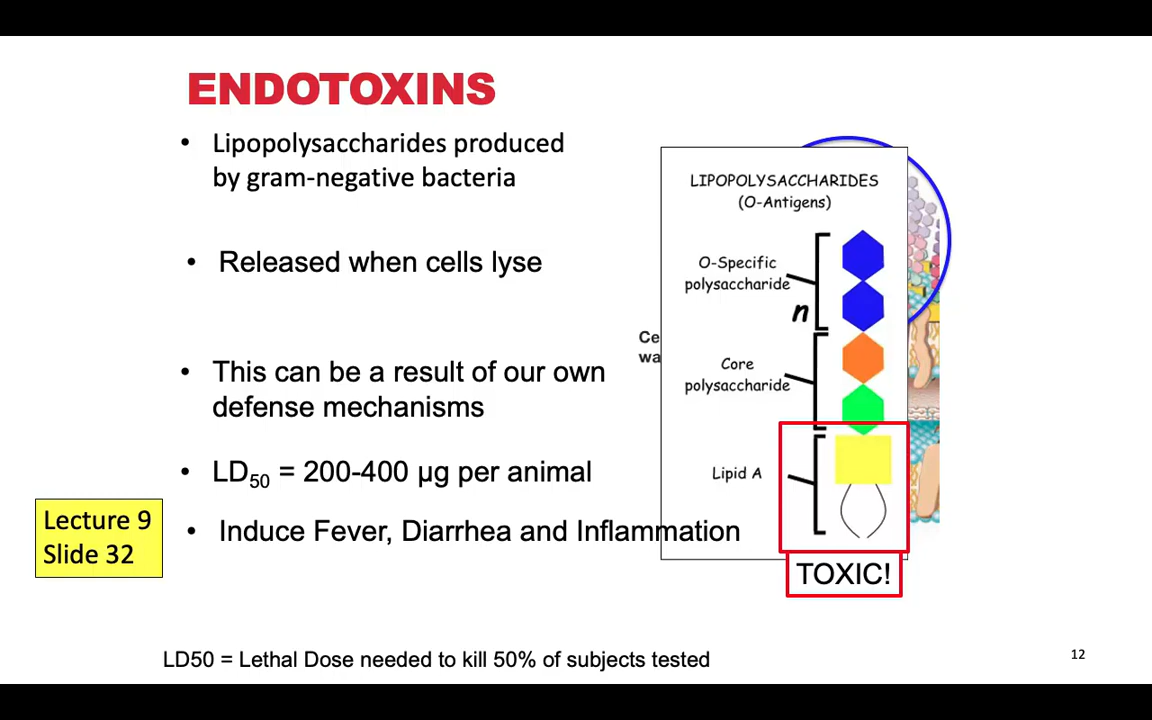 ENDOTOXINS
• Lipopolysaccharides produced
by gram-negative bacteria
• Released when cells lyse
• This can be a result of our own
defense mechanisms
• LD50 = 200-400 µg per animal
• Induce Fever, Diarrhea and Inflammation
Lecture 9
Slide 32
LIPOPOLYSACCHARIDES
(O-Antigens)
O-Specific
polysaccharide
n
Core
polysaccharide
Lipid A
TOXIC!
Ce
wa
LD50 = Lethal Dose needed to kill 50% of subjects tested
12